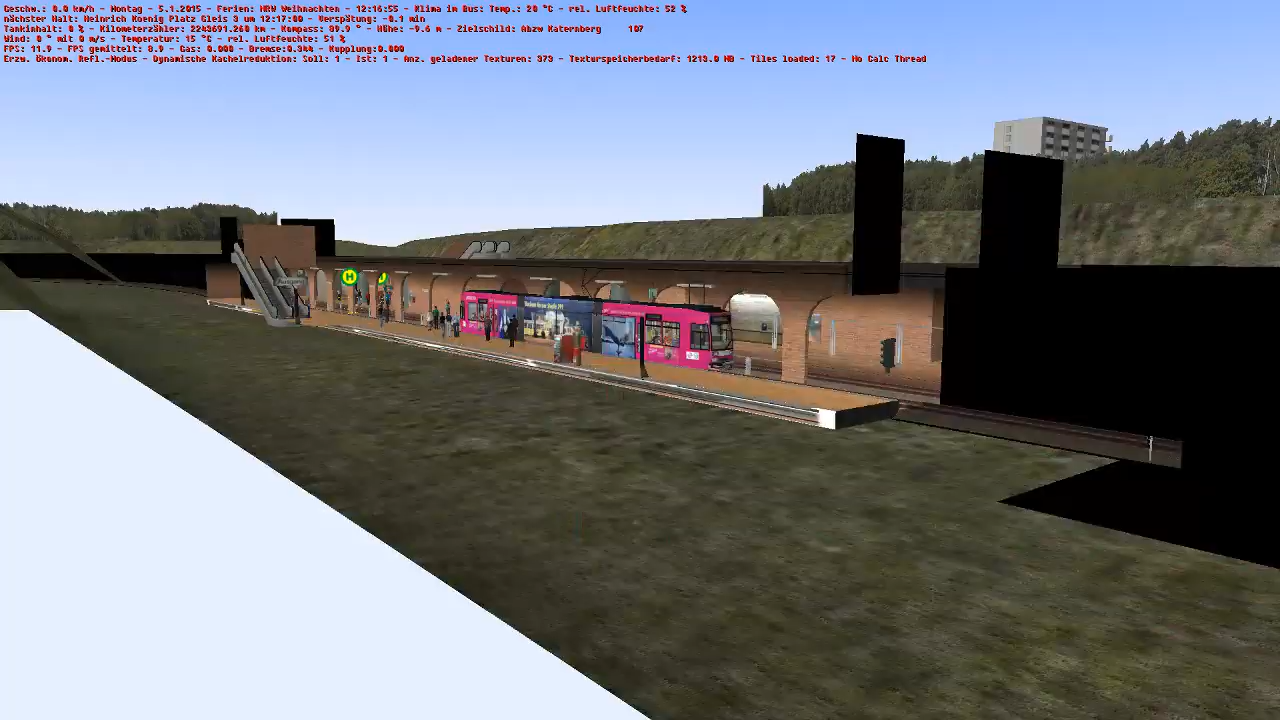 Geschw.: 0.0 km/h - Montag - 5.1.2015 - Ferien: NRW Weihnachten - 12:16:55 - Klima im Bus: Temp.: 20 °C - rel. Luftfeuchte: 52 %
nächster Halt: Heinrich Koenig Platz Gleis 3 um 12:17:00 - Verspätung: -0.1 min
Tankinhalt: 0 % - Kilometerzähler: 2243691.260 km - Kompass: 89.9 ° - Höhe: -9.6 m - Zielschild: Abzw Katernberg 107
Wind: 0 ° mit 0 m/s - Temperatur: 15 °C - rel. Luftfeuchte: 51 %
FPS: 11.9 - FPS gemittelt: 8.9 - Gas: 0.000 - Bremse:0.344 - Kupplung:0.000
Erzw. Ökonom. Refl.-Modus - Dynamische Kachelreduktion: Soll: 1 - Ist: 1 - Anz. geladener Texturen: 373 - Texturspeicherbedarf: 1213.0 MB - Tiles loaded: 17 - No Calc Thread
H